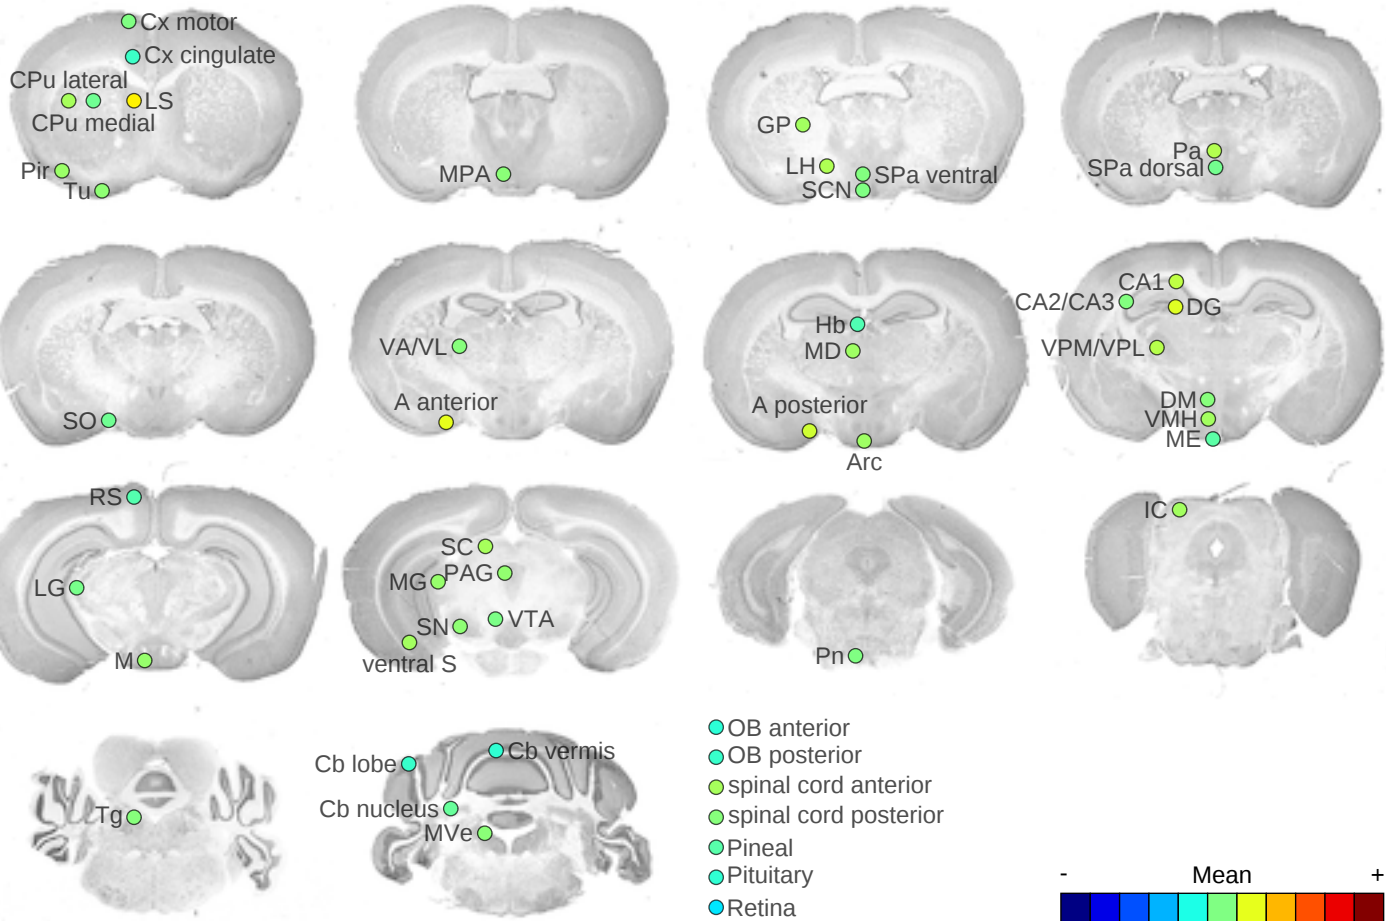 Cx motor
Cx cingulate
CPu lateral
LS
CPu medial
Pir
Tu
MPA
GP
LH
SPa ventral
SCN
Pa
SPa dorsal
SO
VA/VL
A anterior
Hb
MD
A posterior
Arc
CA1
CA2/CA3
DG
VPM/VPL
DM
VMH
ME
RS
LG
M
SC
PAG
MG
SN
VTA
ventral S
Pn
IC
Tg
Cb lobe
Cb vermis
Cb nucleus
MVe
OB anterior
OB posterior
spinal cord anterior
spinal cord posterior
Pineal
Pituitary
Retina
- Mean +